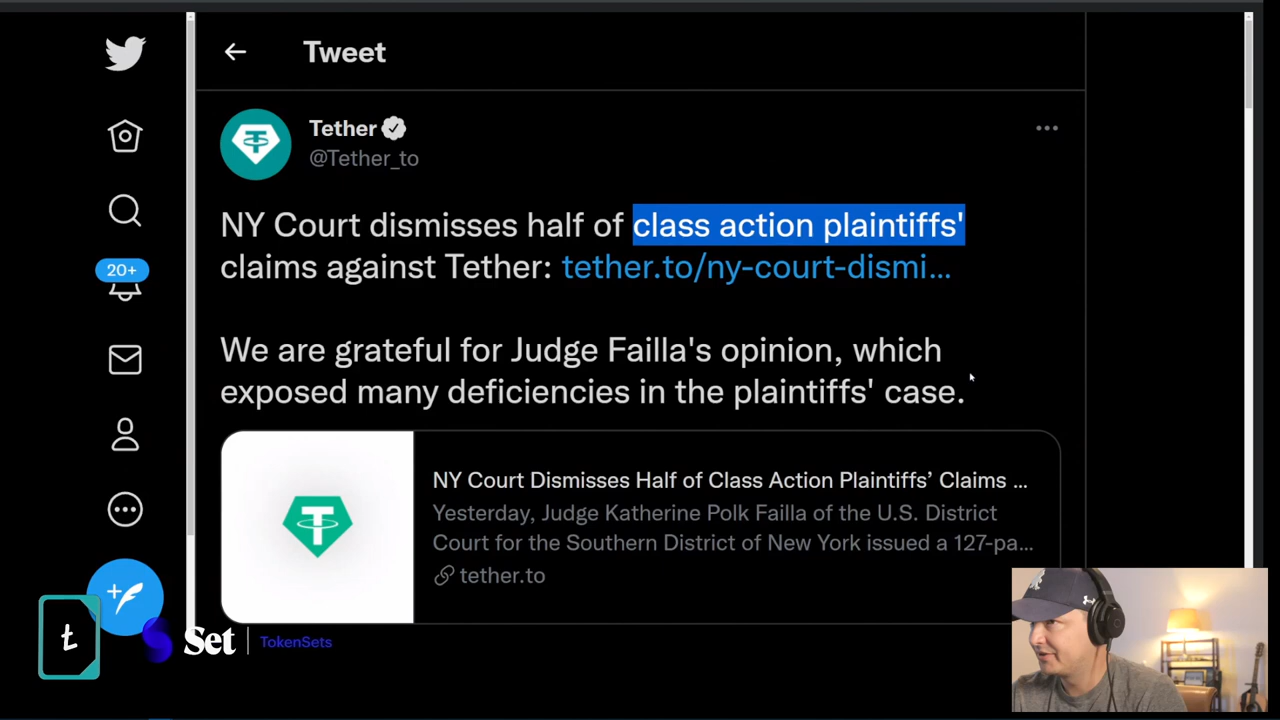 Tweet
Tether
@Tether_to
NY Court dismisses half of class action plaintiffs'
claims against Tether: tether.to/ny-court-dismi...
We are grateful for Judge Failla's opinion, which
exposed many deficiencies in the plaintiffs' case.
NY Court Dismisses Half of Class Action Plaintiffs’ Claims ...
Yesterday, Judge Katherine Polk Failla of the U.S. District
Court for the Southern District of New York issued a 127-pa...
tether.to
20+
Set
TokenSets